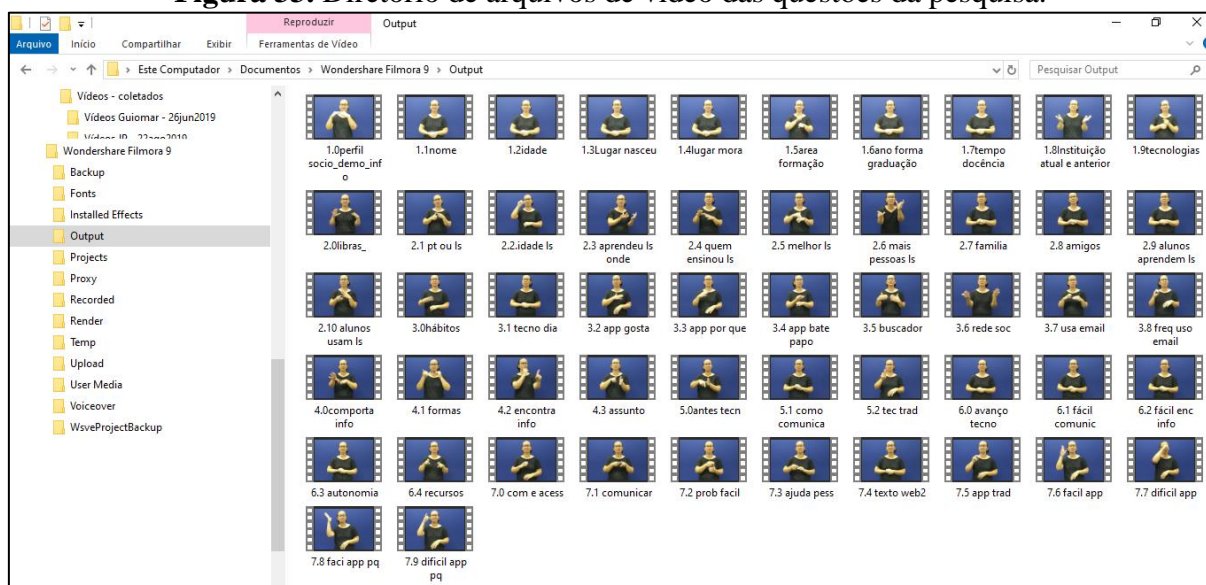 Figura 33. Diretório de arquivos de vídeo das questões da pesquisa.
Reproduzir Output
Arquivo Início Compartilhar Exibir Ferramentas de Vídeo
Este Computador > Documentos > Wondershare Filmora 9 > Output
Pesquisar Output
Vídeos - coletados
Vídeos Guiomar - 26jun2019
Wondershare Filmora 9
Backup
Fonts
Installed Effects
Output
Projects
Proxy
Recorded
Render
Temp
Upload
User Media
Voiceover
WsveProjectBackup
1.0perfil socio_demo_info
1.1nome
1.2idade
1.3Lugar nasceu
1.4lugar mora
1.5area formação
1.6ano forma graduação
1.7tempo docência
1.8Instituição atual e anterior
1.9tecnologias
2.0libras_
2.1 pt ou ls
2.2.idade ls
2.3 aprendeu ls onde
2.4 quem ensinou ls
2.5 melhor ls
2.6 mais pessoas ls
2.7 familia
2.8 amigos
2.9 alunos aprendem ls
2.10 alunos usam ls
3.0hábitos
3.1 tecno dia
3.2 app gosta
3.3 app por que
3.4 app bate papo
3.5 buscador
3.6 rede soc
3.7 usa email
3.8 freq uso email
4.0comporta info
4.1 formas
4.2 encontra info
4.3 assunto
5.0antes tecn
5.1 como comunica
5.2 tec trad
6.0 avanço tecno
6.1 fácil comunic
6.2 fácil enc info
6.3 autonomia
6.4 recursos
7.0 com e acess
7.1 comunicar
7.2 prob facil
7.3 ajuda pess
7.4 texto web2
7.5 app trad
7.6 facil app
7.7 dificil app
7.8 faci app pq
7.9 dificil app pq